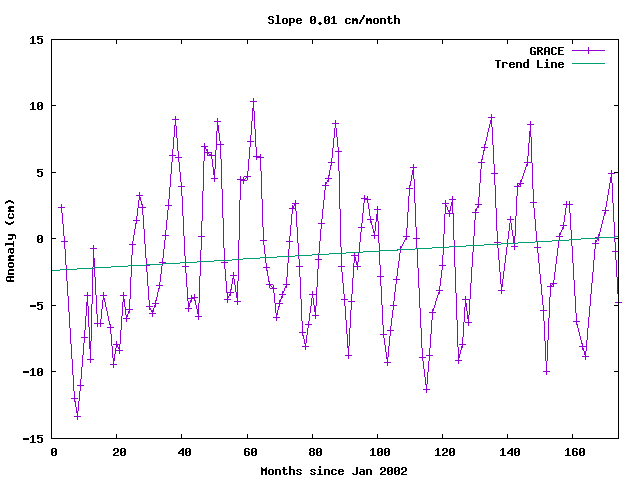 Slope 0.01 cm/month
15
GRACE
Trend Line
10
5
0
-5
-10
-15
Anomaly (cm)
0 20 40 60 80 100 120 140 160
Months since Jan 2002